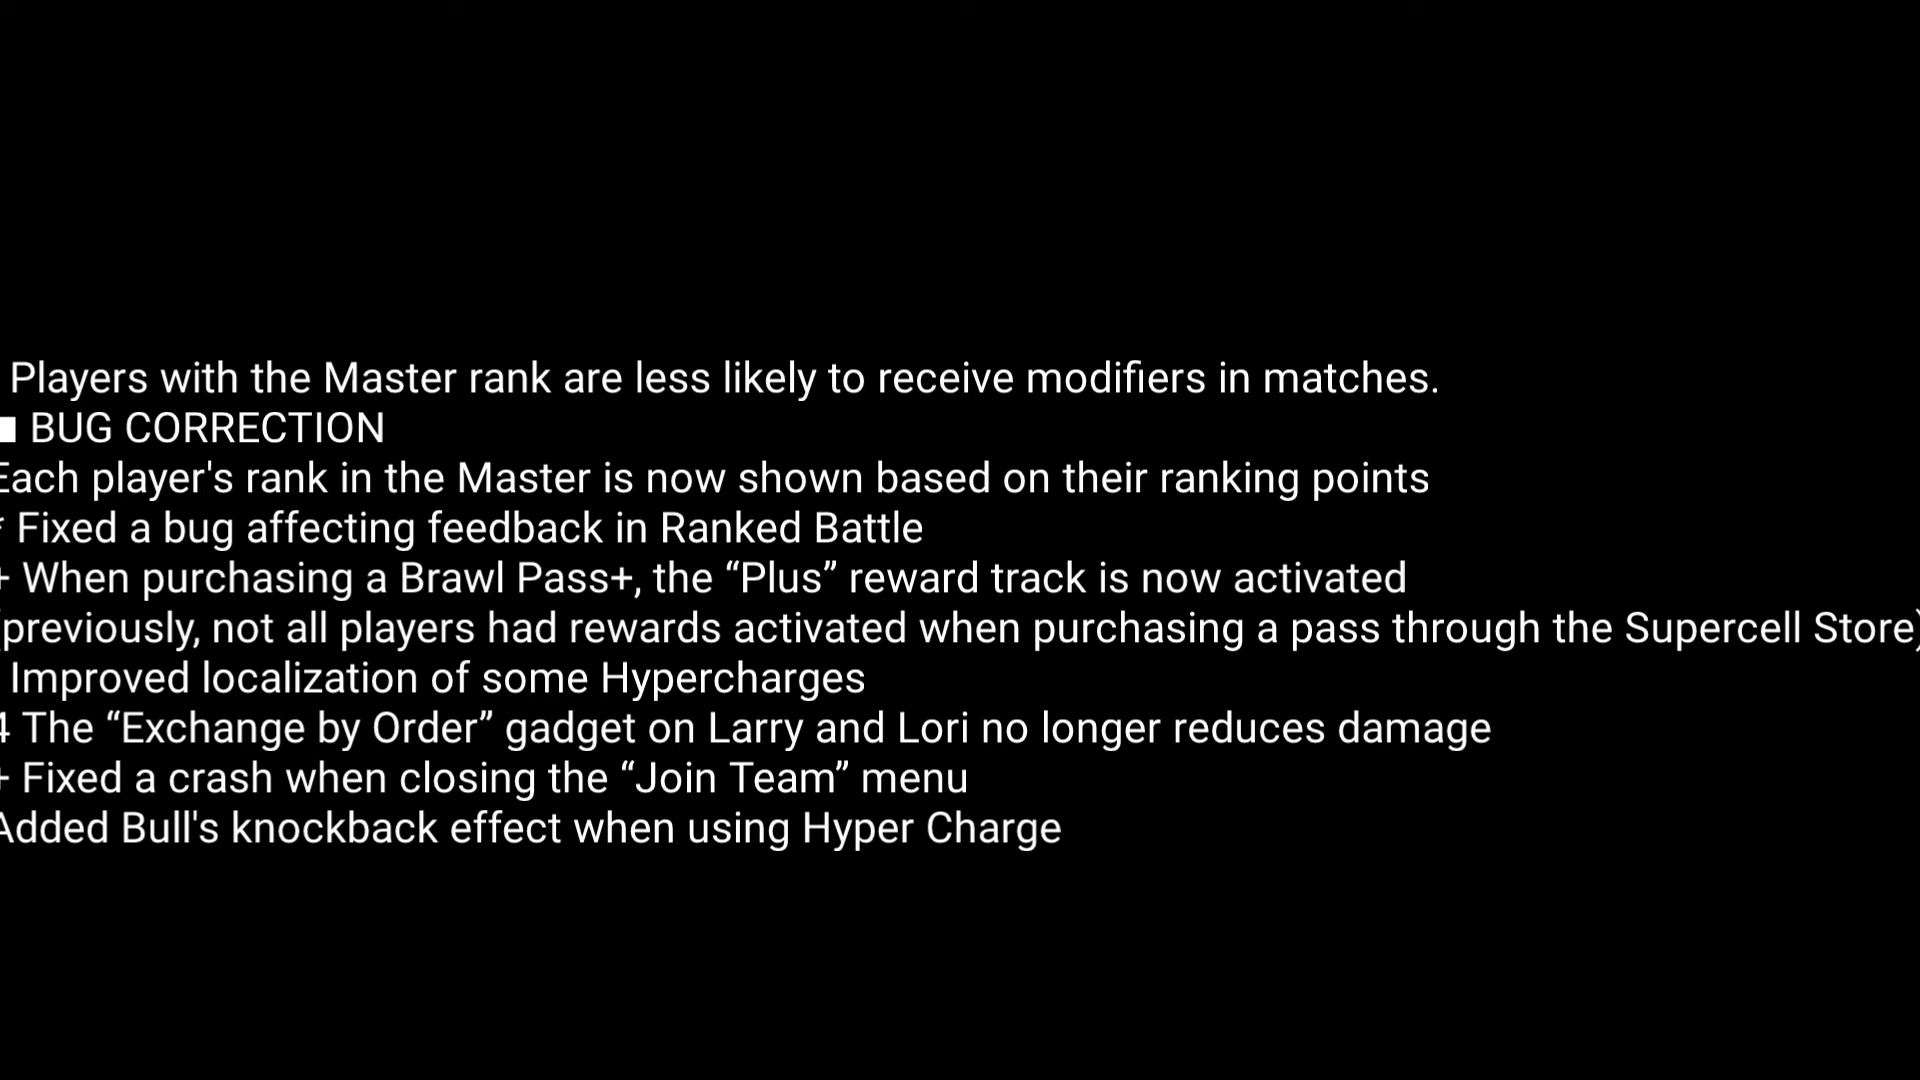 Players with the Master rank are less likely to receive modifiers in matches.
■ BUG CORRECTION
Each player's rank in the Master is now shown based on their ranking points
* Fixed a bug affecting feedback in Ranked Battle
+ When purchasing a Brawl Pass+, the “Plus” reward track is now activated
(previously, not all players had rewards activated when purchasing a pass through the Supercell Store)
Improved localization of some Hypercharges
4 The “Exchange by Order” gadget on Larry and Lori no longer reduces damage
+ Fixed a crash when closing the “Join Team” menu
Added Bull's knockback effect when using Hyper Charge